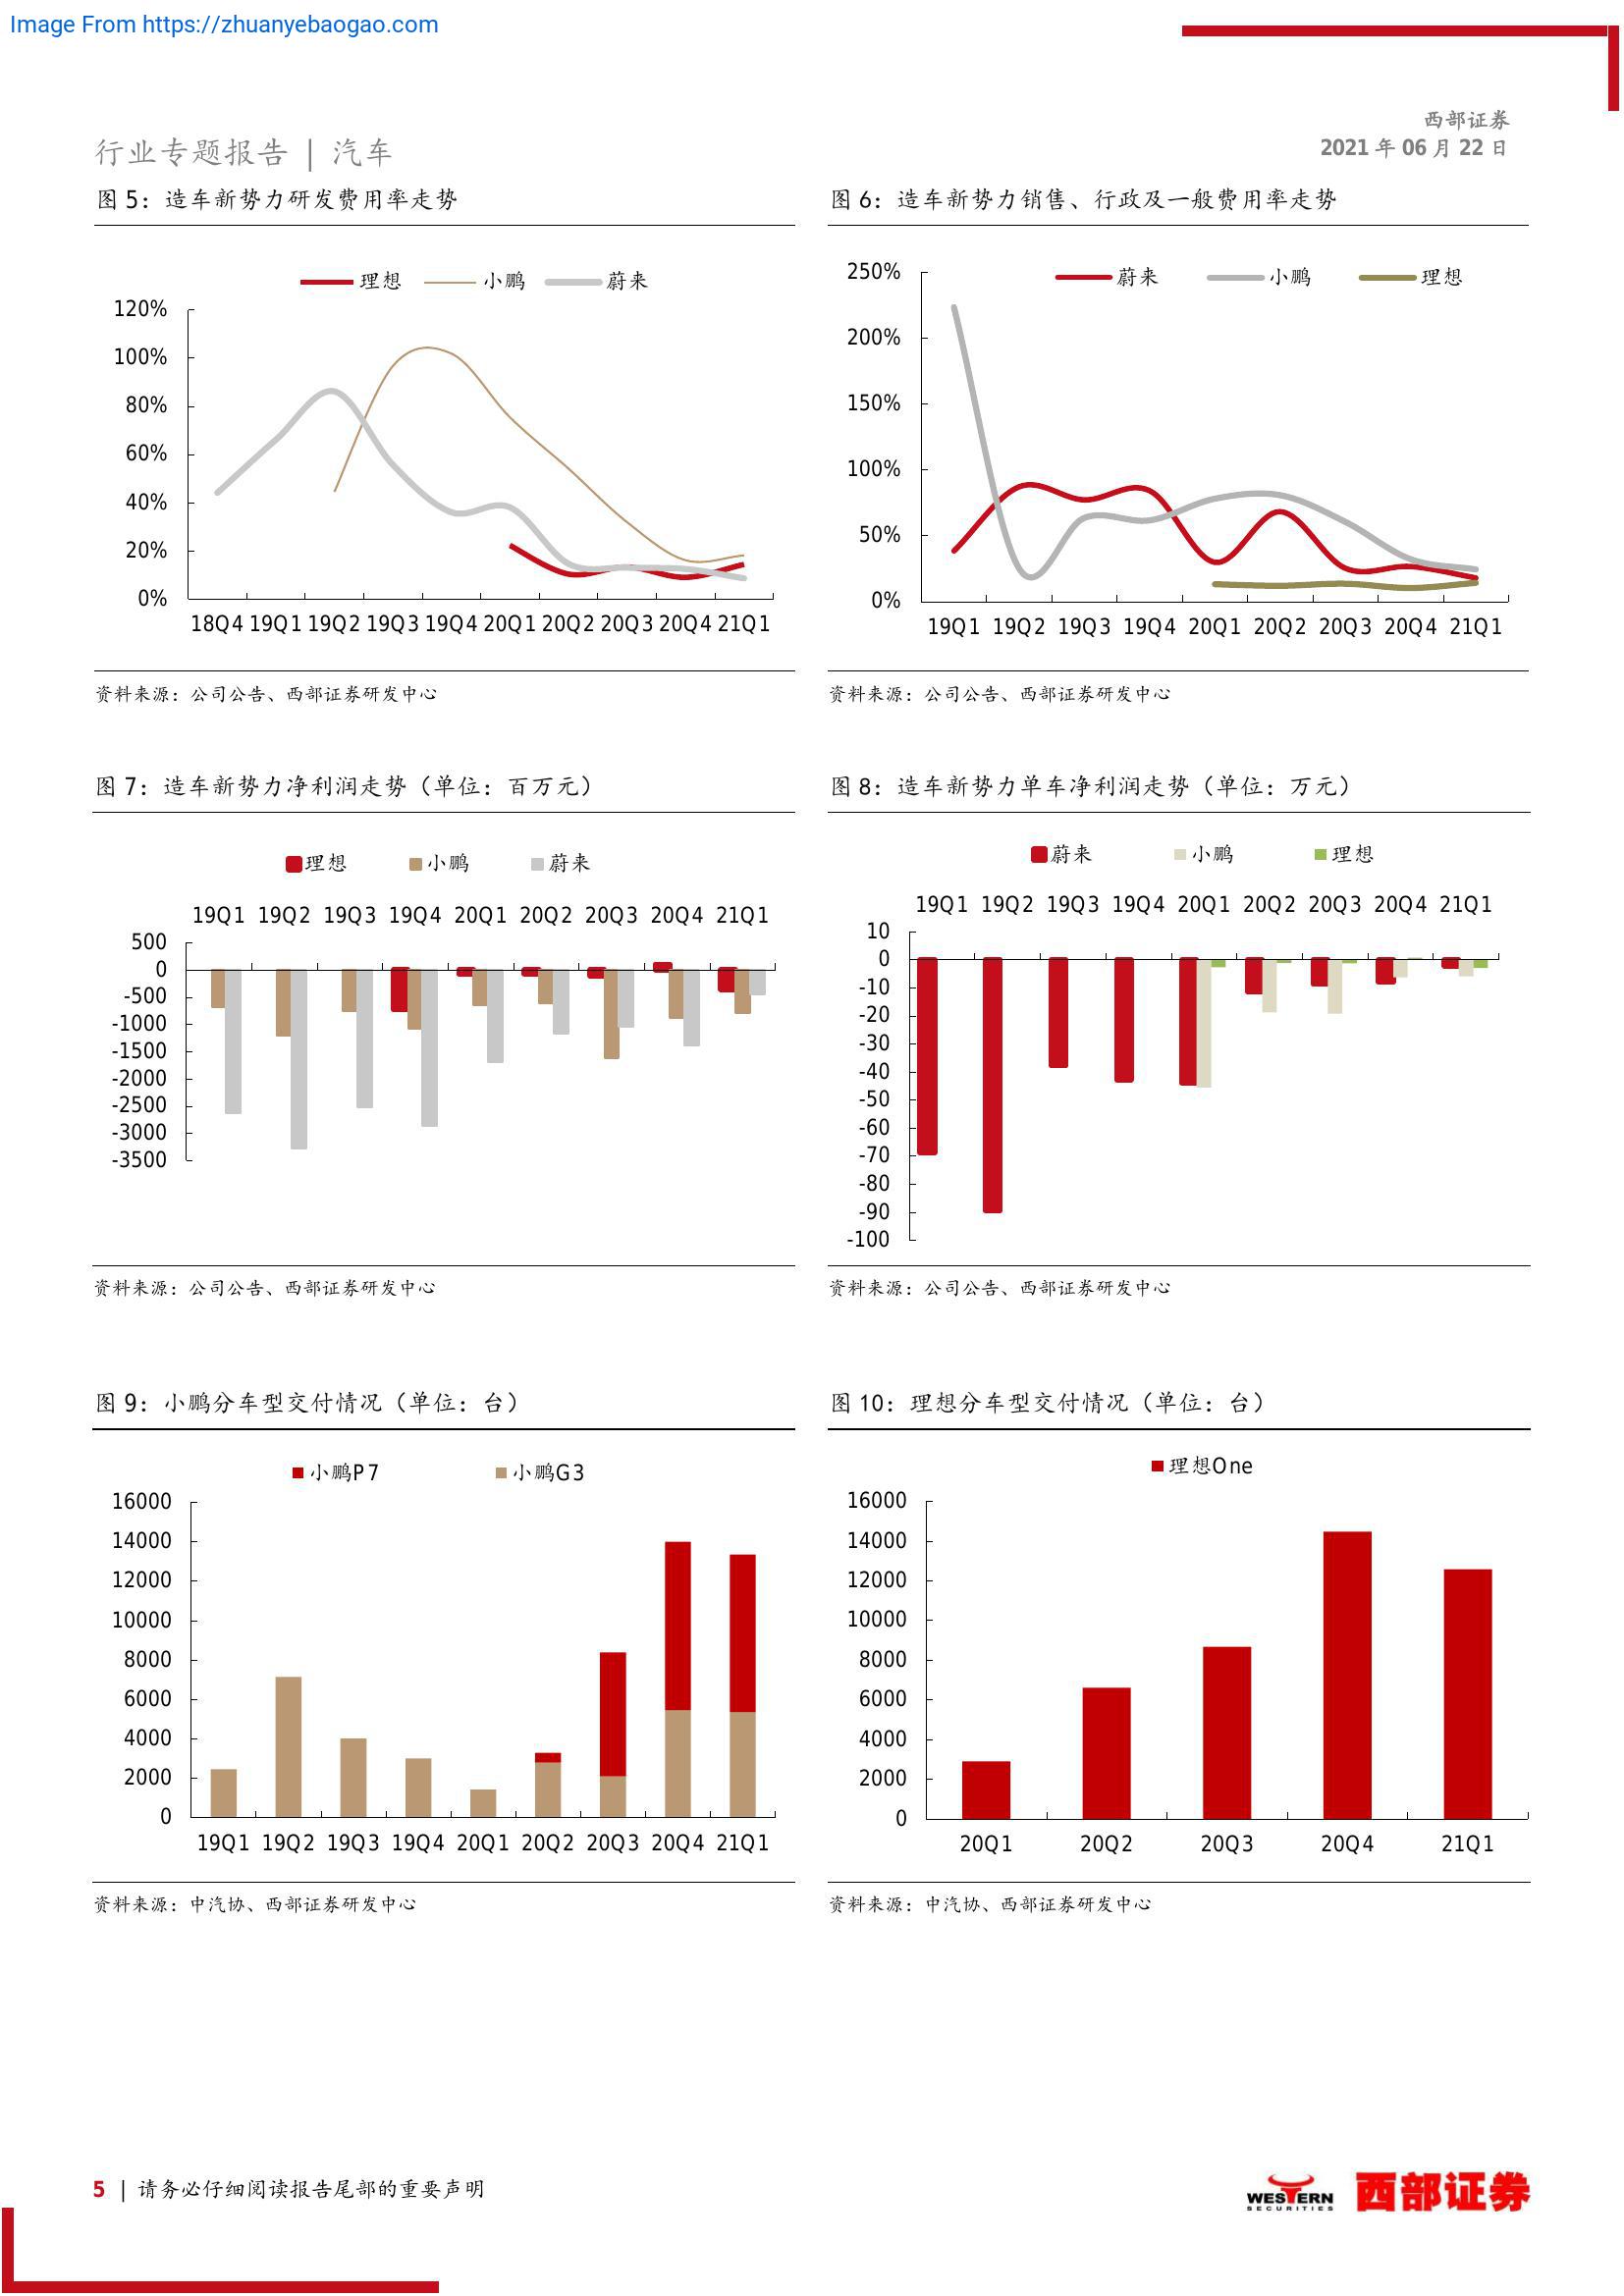 Image From https://zhuanyebaogao.com
行业专题报告 | 汽车
西部证券
2021 年 06 月 22 日
图 5：造车新势力研发费用率走势
理想 小鹏 蔚来
120%
100%
80%
60%
40%
20%
0%
18Q4 19Q1 19Q2 19Q3 19Q4 20Q1 20Q2 20Q3 20Q4 21Q1
资料来源：公司公告、西部证券研发中心
图 6：造车新势力销售、行政及一般费用率走势
蔚来 小鹏 理想
250%
200%
150%
100%
50%
0%
19Q1 19Q2 19Q3 19Q4 20Q1 20Q2 20Q3 20Q4 21Q1
资料来源：公司公告、西部证券研发中心
图 7：造车新势力净利润走势（单位：百万元）
理想 小鹏 蔚来
19Q1 19Q2 19Q3 19Q4 20Q1 20Q2 20Q3 20Q4 21Q1
500
0
-500
-1000
-1500
-2000
-2500
-3000
-3500
资料来源：公司公告、西部证券研发中心
图 8：造车新势力单车净利润走势（单位：万元）
蔚来 小鹏 理想
19Q1 19Q2 19Q3 19Q4 20Q1 20Q2 20Q3 20Q4 21Q1
10
0
-10
-20
-30
-40
-50
-60
-70
-80
-90
-100
资料来源：公司公告、西部证券研发中心
图 9：小鹏分车型交付情况（单位：台）
小鹏P7 小鹏G3
16000
14000
12000
10000
8000
6000
4000
2000
0
19Q1 19Q2 19Q3 19Q4 20Q1 20Q2 20Q3 20Q4 21Q1
资料来源：中汽协、西部证券研发中心
图 10：理想分车型交付情况（单位：台）
理想One
16000
14000
12000
10000
8000
6000
4000
2000
0
20Q1 20Q2 20Q3 20Q4 21Q1
资料来源：中汽协、西部证券研发中心
5 | 请务必仔细阅读报告尾部的重要声明
WESTERN
SECURITIES
西部证券